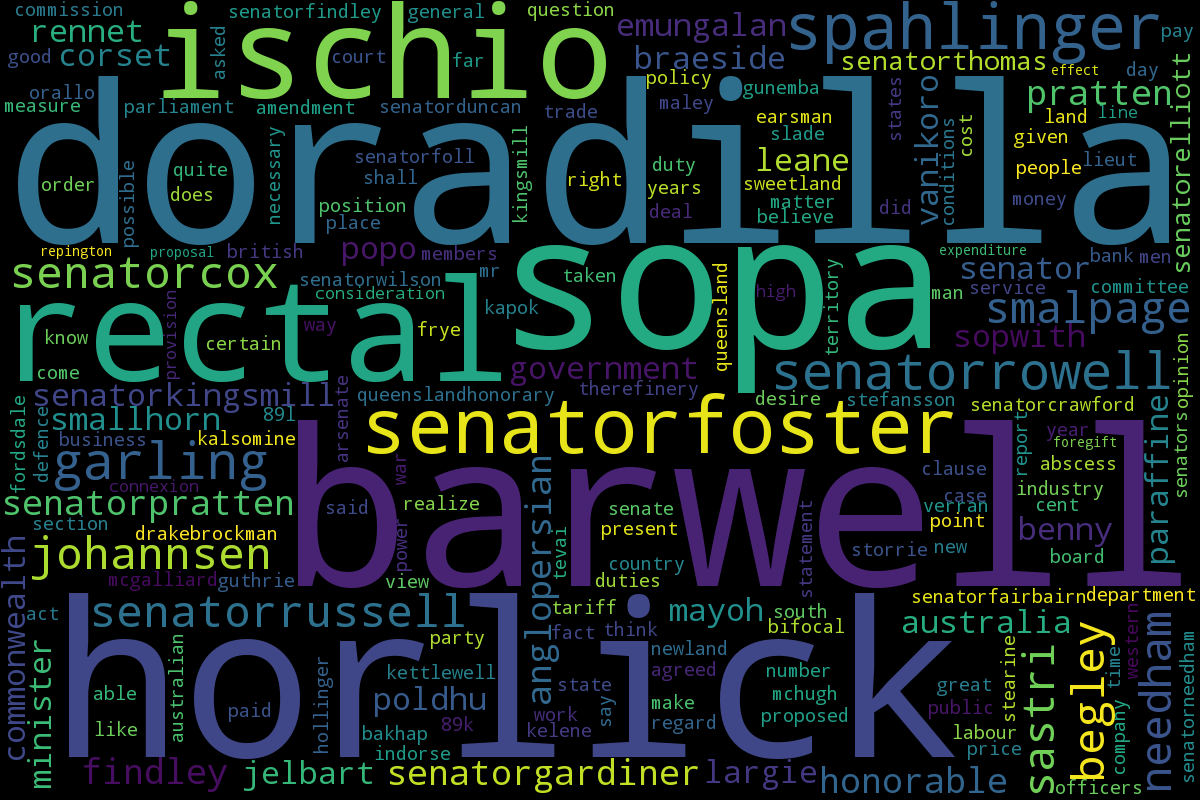 commission senatorfindley general question
rennet ischio emungalan spahlinger pay
good corset asked court far braeside senatorthomas effect day
orallo policy gunemba states pratten senatorelliott
measure parliament amendment senatorduncan trade maley earsman vanikoro land line
doradilla
possible quite necessary senatorfoll kingsmill duty slade leane conditions cost given lieut
order does shall right years sweetland people
position place deal matter believe did money
repington proposal british popo members sopa expenditure bank men
senatorcox senatorwilson mr taken queensland high territory senator service committee
rectal consideration kapok man smalpage
know provision certain way frye government sopwith
come therefinery senatorrowell
senatorkingsmill arsenate queenslandhonorary desire stefansson senatorcrawford senatorsopinion
fordsdale smallhorn 89l senatorfoster paraffine
defence business kalsomine report year foregift
garling war barwell clause abscess
connexion anglopersian case industry
senatorpratten said realize senate verran cent
section drakebrockman power present statement point benny
commonwealth johannsen teval country storrie new board
mcgalliard guthrie view duties
act senatorrussell horlick tariff mayoh south senatorfairbairn department
minister australian party fact think bifocal australia western
kettlewell newland begley needham
able hollinger poldhu state agreed number great stearine sastri time
like paid 89k work say make mchugh public
bakhap kelene regard proposed labour company senatorneedham
indorse price
findley jelbart senatorgardiner largie honorable officers